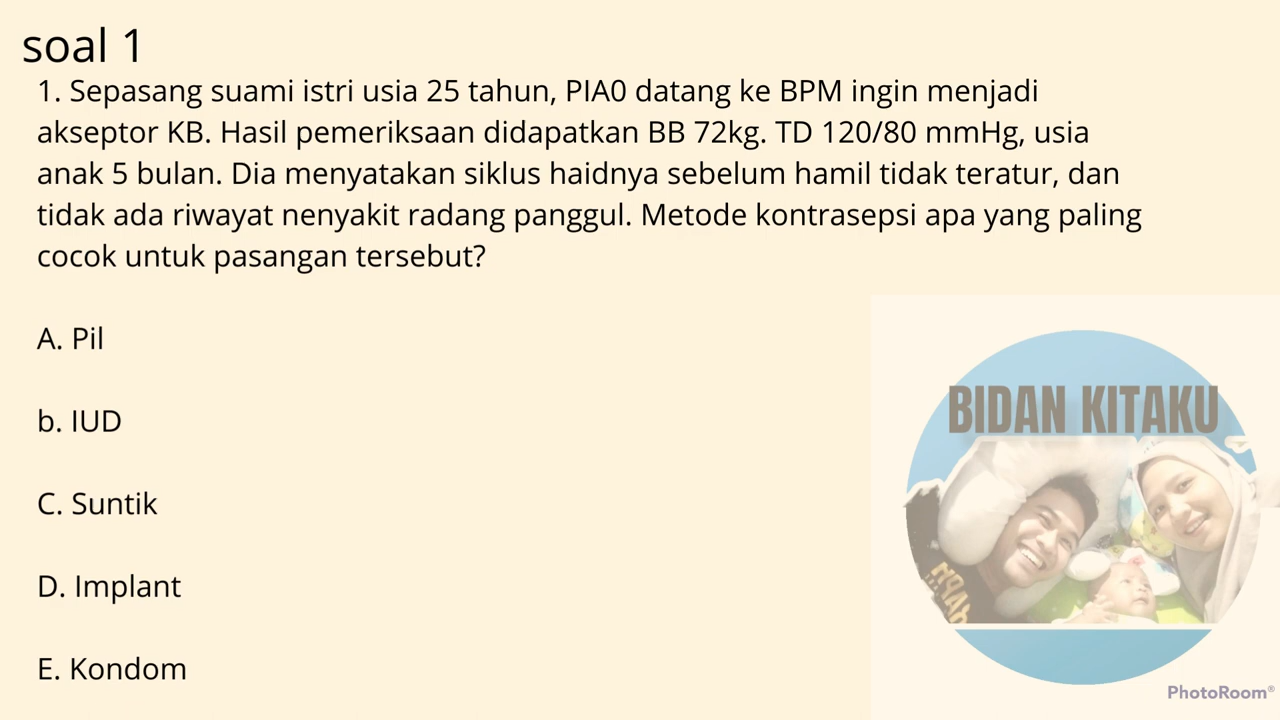 soal 1
1. Sepasang suami istri usia 25 tahun, PIA0 datang ke BPM ingin menjadi
akseptor KB. Hasil pemeriksaan didapatkan BB 72kg. TD 120/80 mmHg, usia
anak 5 bulan. Dia menyatakan siklus haidnya sebelum hamil tidak teratur, dan
tidak ada riwayat nenyakit radang panggul. Metode kontrasepsi apa yang paling
cocok untuk pasangan tersebut?
A. Pil
b. IUD
C. Suntik
D. Implant
E. Kondom
BIDAN KITAKU
PhotoRoom®